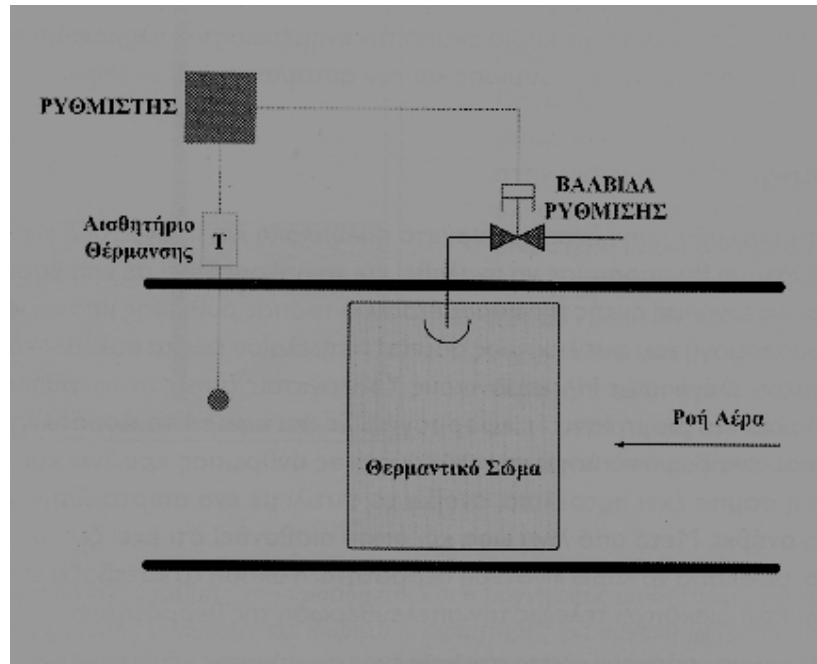 ΡΥΘΜΙΣΤΗΣ
ΒΑΛΒΙΔΑ
ΡΥΘΜΙΣΗΣ
Αισθητήριο
Θέρμανσης
T
Ροή Αέρα
Θερμαντικό Σώμα